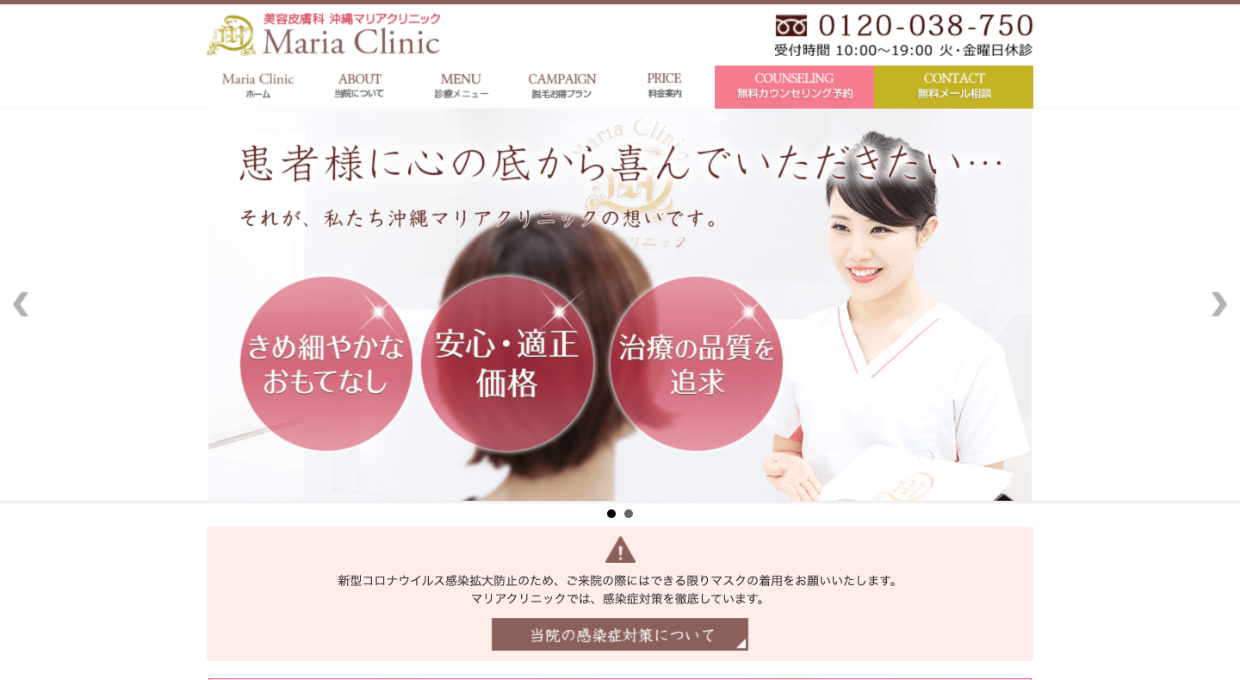 美容皮膚科 沖縄マリアクリニック
Maria Clinic
0120-038-750
受付時間 10:00〜19:00 火・金曜日休診
Maria Clinic
ホーム
ABOUT
当院について
MENU
診療メニュー
CAMPAIGN
脱毛お得プラン
PRICE
料金案内
COUNSELING
無料カウンセリング予約
CONTACT
無料メール相談
Maria Clinic
患者様に心の底から喜んでいただきたい…
それが、私たち沖縄マリアクリニックの想いです。
きめ細やかな
おもてなし
安心・適正
価格
治療の品質を
追求
新型コロナウイルス感染拡大防止のため、ご来院の際にはできる限りマスクの着用をお願いいたします。
マリアクリニックでは、感染症対策を徹底しています。
当院の感染症対策について